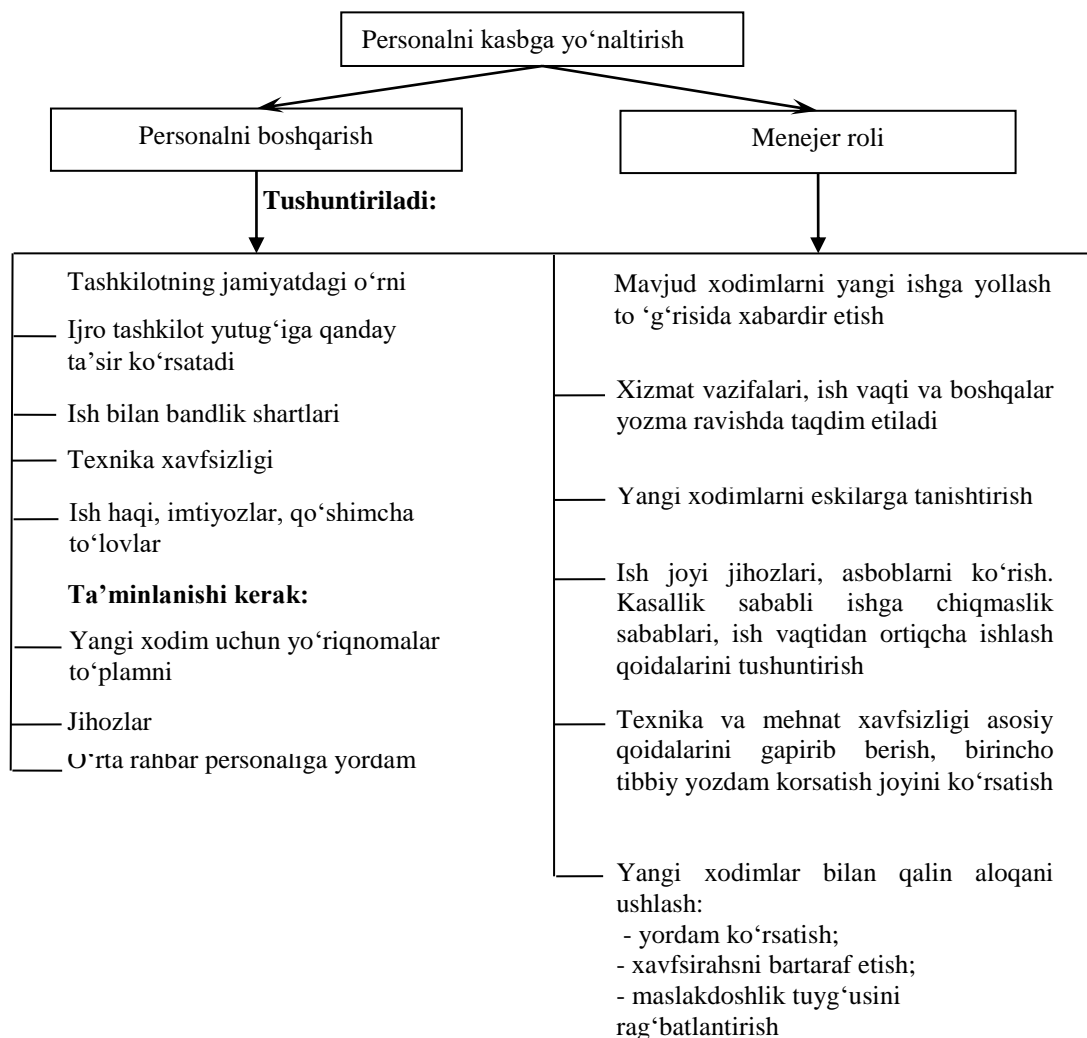 Personalni kasbga yo‘naltirish
Personalni boshqarish
Menejer roli
Tushuntiriladi:
Tashkilotning jamiyatdagi o‘rni
Ijro tashkilot yutug‘iga qanday
ta’sir ko‘rsatadi
Ish bilan bandlik shartlari
Texnika xavfsizligi
Ish haqi, imtiyozlar, qo‘shimcha
to‘lovlar
Ta’minlanishi kerak:
Yangi xodim uchun yo‘riqnomalar
to‘plamni
Jihozlar
O‘rta rahbar personaliga yordam
Mavjud xodimlarni yangi ishga yollash
to ‘g‘risida xabardir etish
Xizmat vazifalari, ish vaqti va boshqalar
yozma ravishda taqdim etiladi
Yangi xodimlarni eskilarga tanishtirish
Ish joyi jihozlari, asboblarni ko‘rish.
Kasallik sababli ishga chiqmaslik
sabablari, ish vaqtidan ortiqcha ishlash
qoidalarini tushuntirish
Texnika va mehnat xavfsizligi asosiy
qoidalarini gapirib berish, birincho
tibbiy yozdam korsatish joyini ko‘rsatish
Yangi xodimlar bilan qalin aloqani
ushlash:
- yordam ko‘rsatish;
- xavfsirahsni bartaraf etish;
- maslakdoshlik tuyg‘usini
rag‘batlantirish